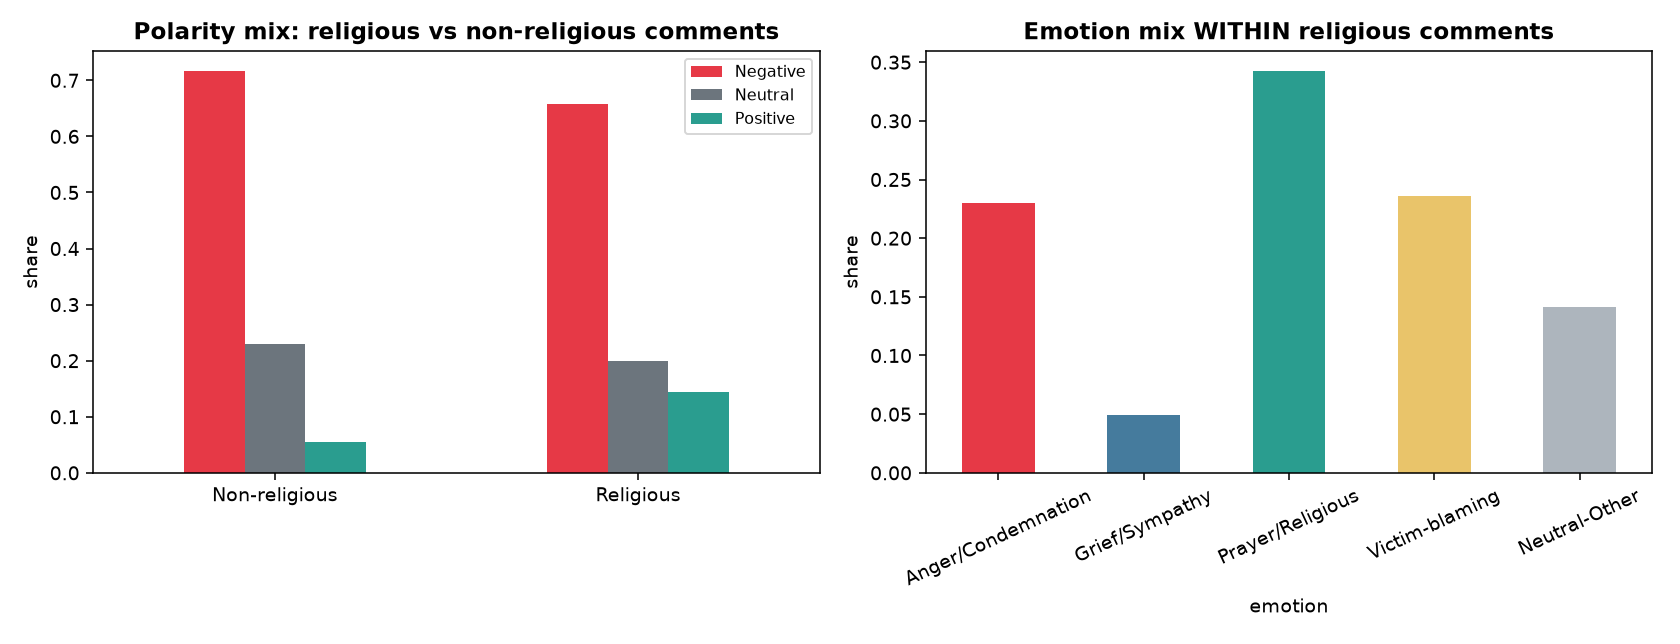 Polarity mix: religious vs non-religious comments
Negative
Neutral
Positive
0.7
0.6
0.5
0.4
0.3
0.2
0.1
0.0
share
Non-religious
Religious
Emotion mix WITHIN religious comments
0.35
0.30
0.25
0.20
0.15
0.10
0.05
0.00
share
Anger/Condemnation
Grief/Sympathy
Prayer/Religious
Victim-blaming
Neutral-Other
emotion